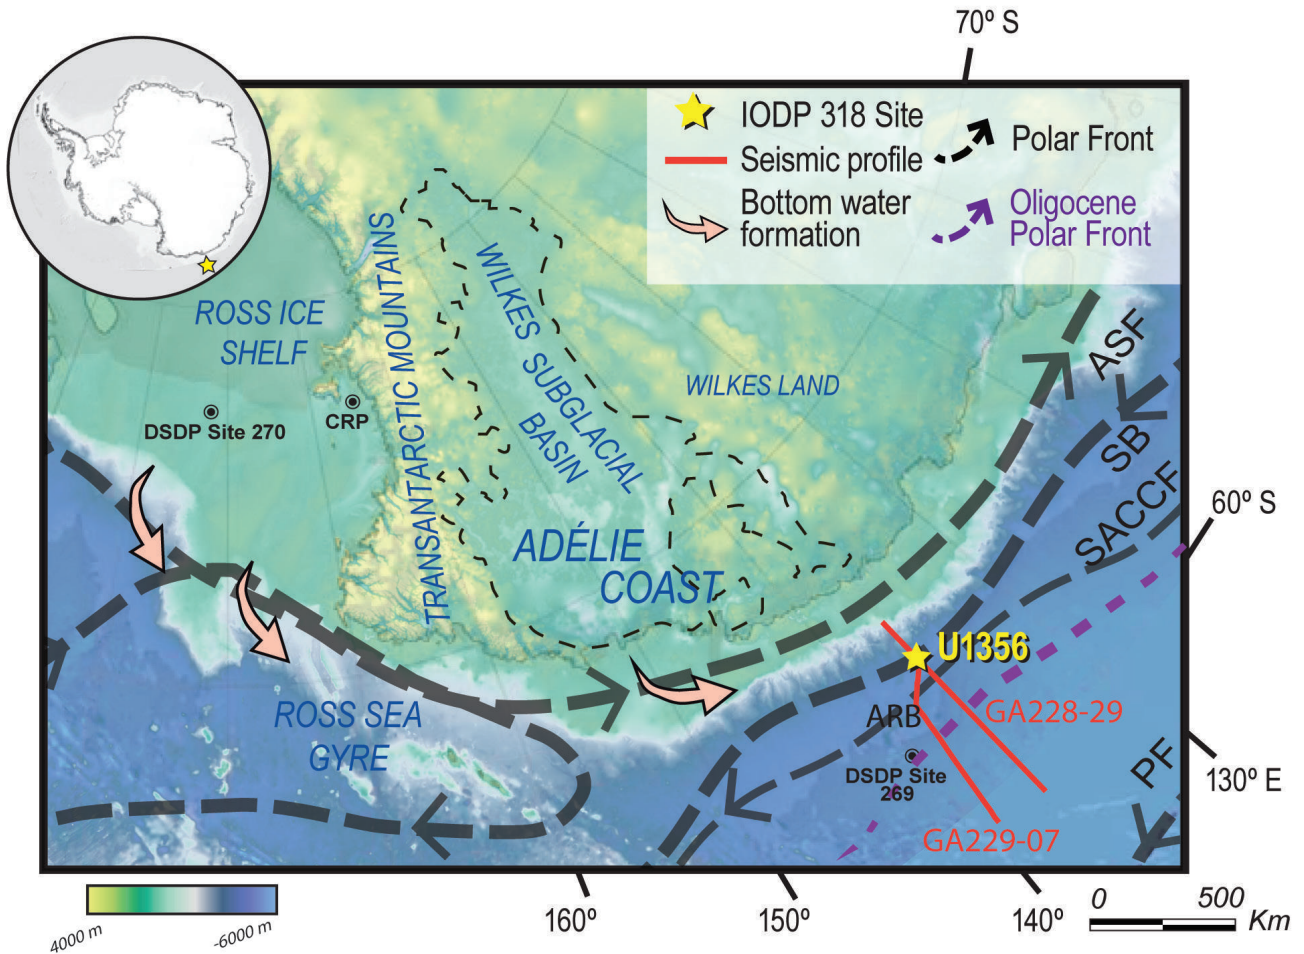 70º S
IODP 318 Site
Seismic profile
Bottom water
formation
Polar Front
Oligocene
Polar Front
ROSS ICE
SHELF
TRANSANTARCTIC MOUNTAINS
WILKES SUBGLACIAL
BASIN
WILKES LAND
DSDP Site 270
CRP
ASF
SB
SACCF
60º S
ADÉLIE
COAST
U1356
ROSS SEA
GYRE
ARB
GA228-29
DSDP Site
269
GA229-07
PF
130º E
4000 m
-6000 m
160º
150º
140º
0
500
Km